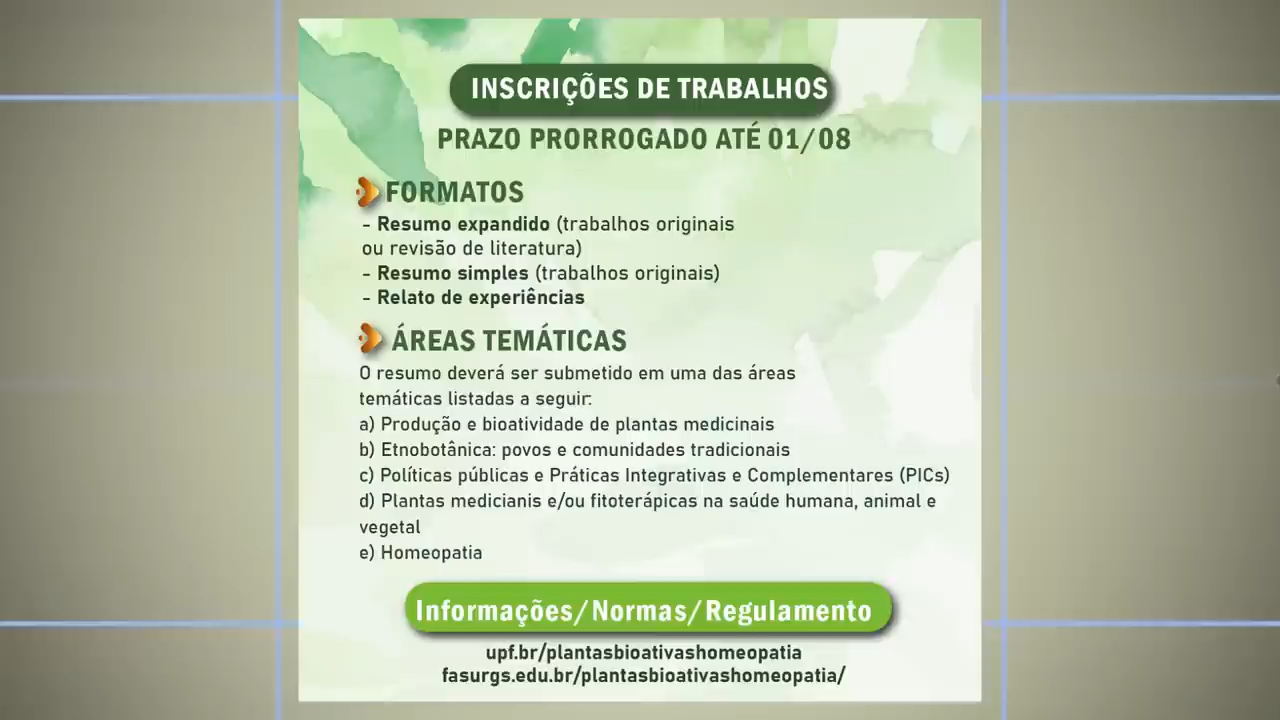 INSCRIÇÕES DE TRABALHOS
PRAZO PRORROGADO ATÉ 01/08
FORMATOS
- Resumo expandido (trabalhos originais
ou revisão de literatura)
- Resumo simples (trabalhos originais)
- Relato de experiências
ÁREAS TEMÁTICAS
O resumo deverá ser submetido em uma das áreas
temáticas listadas a seguir:
a) Produção e bioatividade de plantas medicinais
b) Etnobotânica: povos e comunidades tradicionais
c) Políticas públicas e Práticas Integrativas e Complementares (PICs)
d) Plantas medicianis e/ou fitoterápicas na saúde humana, animal e
vegetal
e) Homeopatia
Informações/Normas/Regulamento
upf.br/plantasbioativashomeopatia
fasurgs.edu.br/plantasbioativashomeopatia/